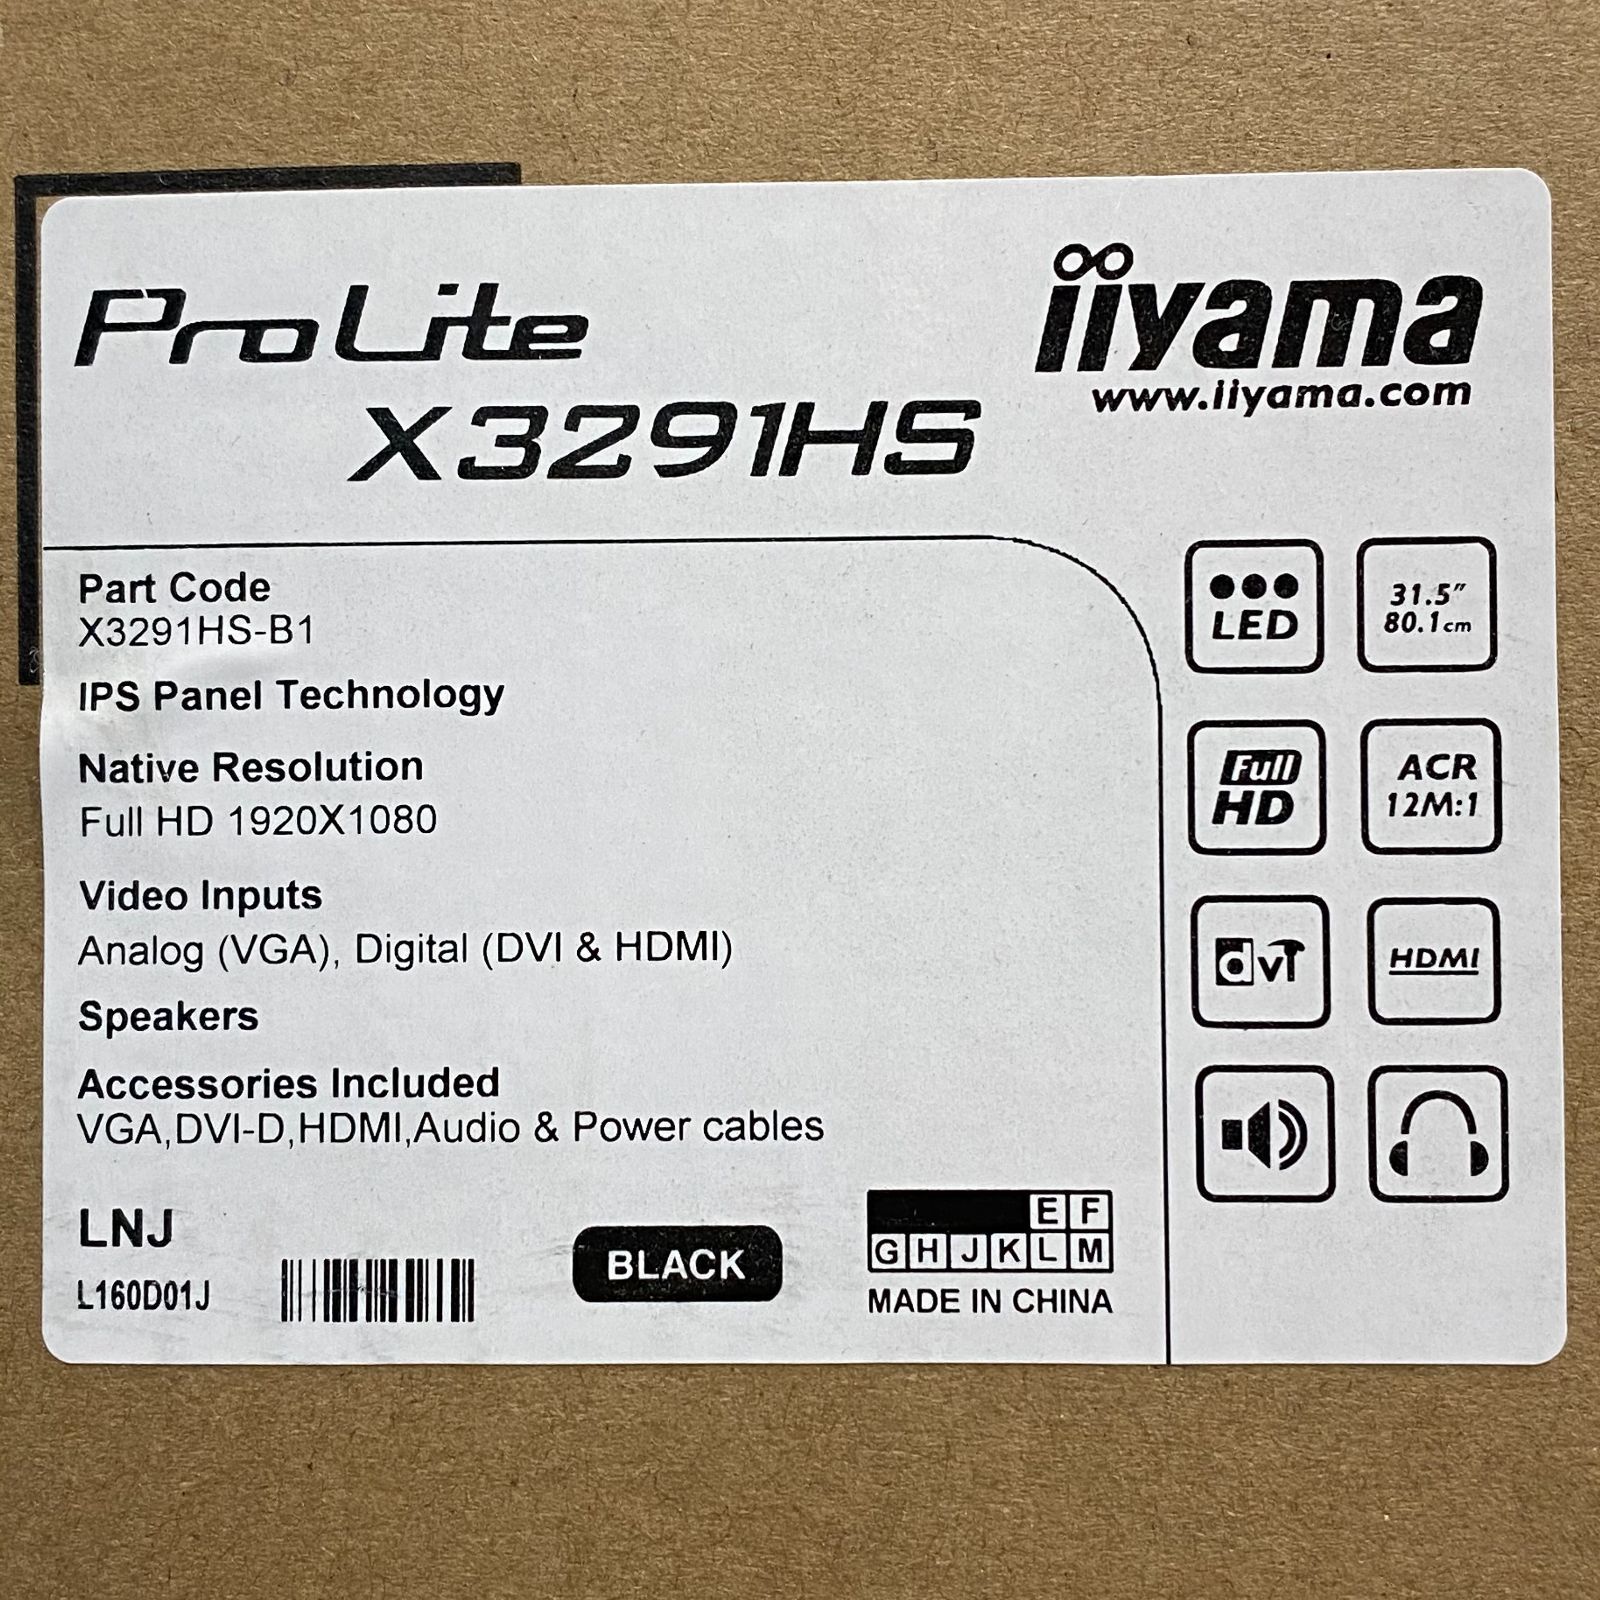 ProLite
X3291HS
iiyama
www.iiyama.com
Part Code
X3291HS-B1
IPS Panel Technology
Native Resolution
Full HD 1920X1080
Video Inputs
Analog (VGA), Digital (DVI & HDMI)
Speakers
Accessories Included
VGA,DVI-D,HDMI,Audio & Power cables
LNJ
L160D01J
BLACK
E F
G H J K L M
MADE IN CHINA
LED
31.5"
80.1cm
Full
HD
ACR
12M:1
dvi
HDMI